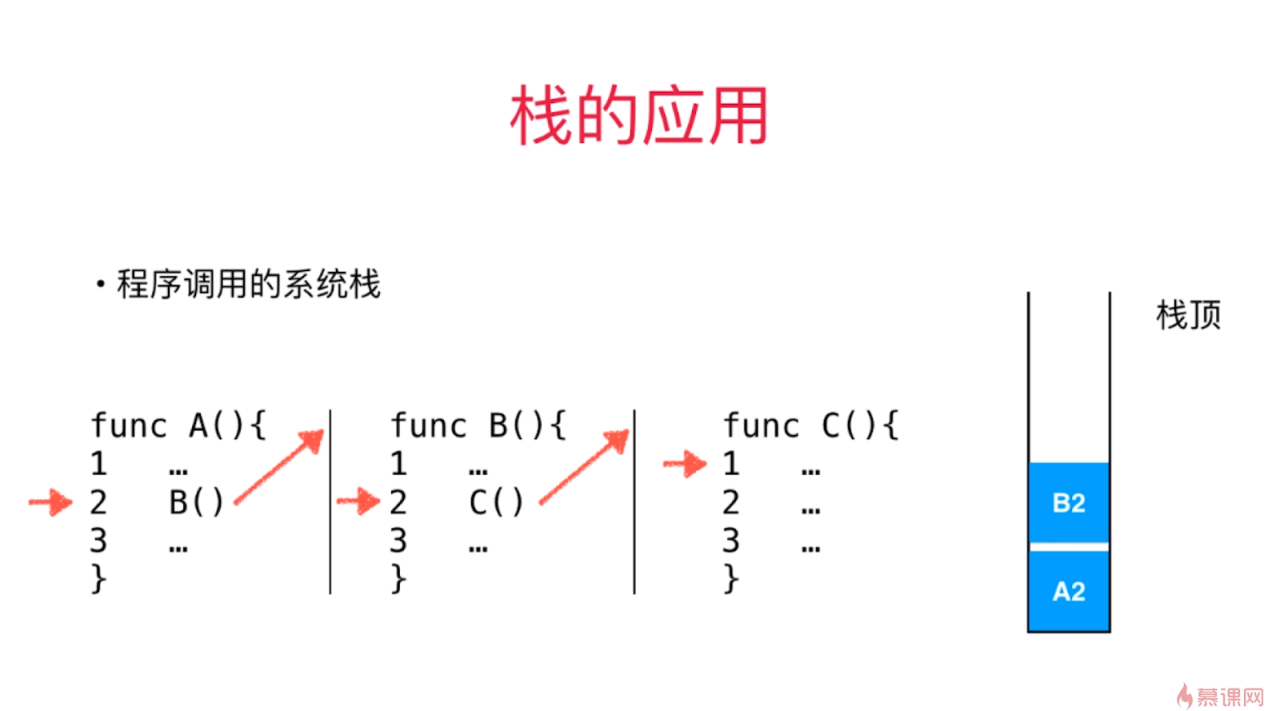 栈的应用
• 程序调用的系统栈
func A(){
1 …
2 B()
3 …
}
func B(){
1 …
2 C()
3 …
}
func C(){
1 …
2 …
3 …
}
栈顶
B2
A2
慕课网